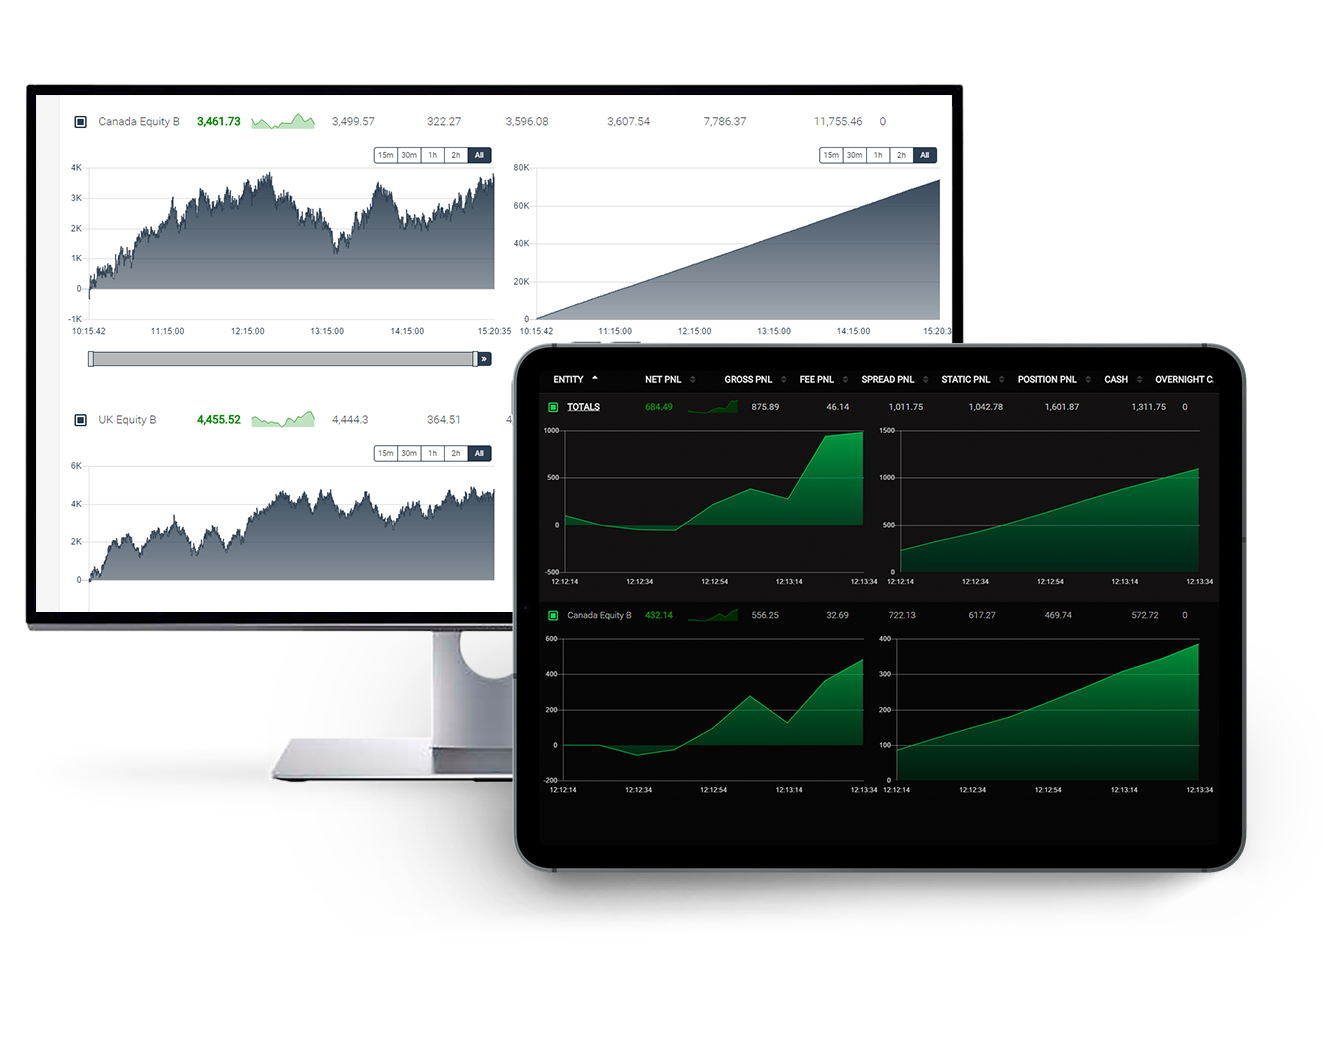 Canada Equity B 3,461.73 3,499.57 322.27 3,596.08 3,607.54 7,786.37 11,755.46 0
15m 30m 1h 2h All
15m 30m 1h 2h All
4K
3K
2K
1K
0
-1K
10:15:42 11:15:00 12:15:00 13:15:00 14:15:00 15:20:35
80K
60K
40K
20K
0
10:15:42 11:15:00 12:15:00 13:15:00 14:15:00 15:20:3
»
UK Equity B 4,455.52 4,444.3 364.51 4
15m 30m 1h 2h All
6K
4K
2K
0
ENTITY NET PNL GROSS PNL FEE PNL SPREAD PNL STATIC PNL POSITION PNL CASH OVERNIGHT C
TOTALS 684.49 875.89 46.14 1,011.75 1,042.78 1,601.87 1,311.75 0
1000
500
0
-500
12:12:14 12:12:34 12:12:54 12:13:14 12:13:34
1500
1000
500
0
12:12:14 12:12:34 12:12:54 12:13:14 12:13:34
Canada Equity B 432.14 556.25 32.69 722.13 617.27 469.74 572.72 0
600
400
200
0
-200
12:12:14 12:12:34 12:12:54 12:13:14 12:13:34
400
300
200
100
0
12:12:14 12:12:34 12:12:54 12:13:14 12:13:34